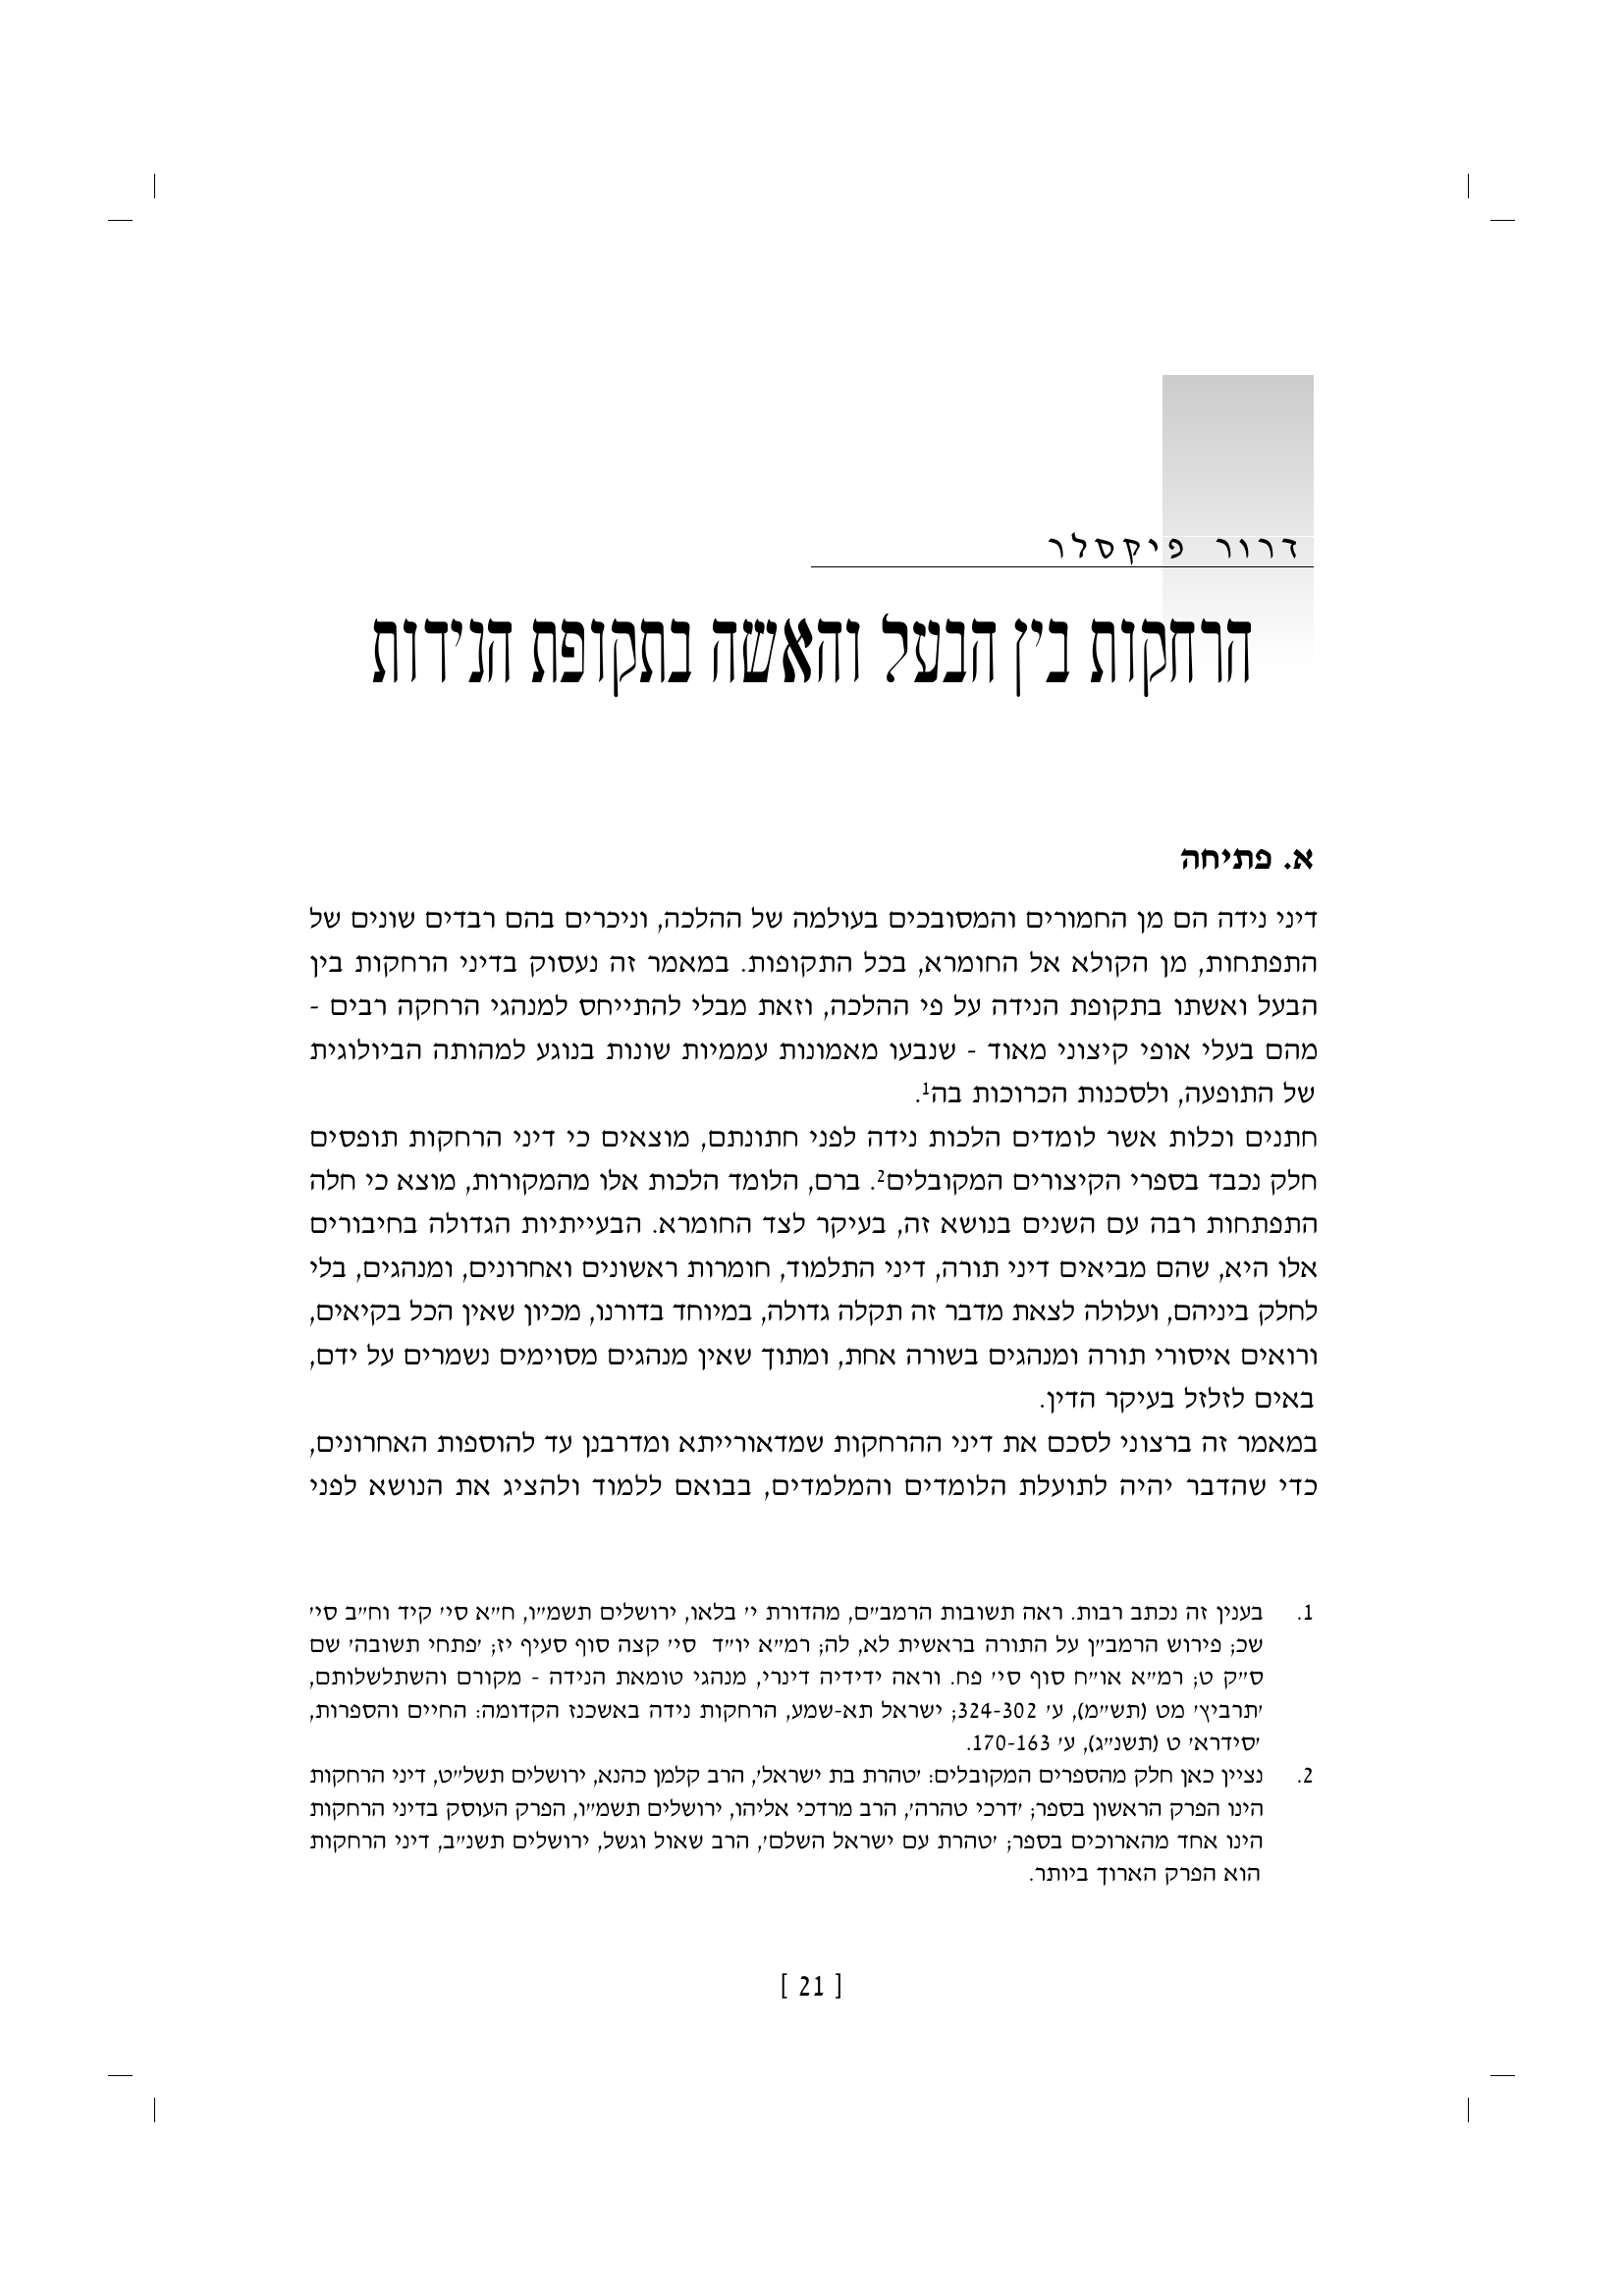 דרור פיקסלר
הרחקות בין הבעל והאשה בתקופת הנידות
א. פתיחה
דיני נידה הם מן החמורים והמסובכים בעולמה של ההלכה, וניכרים בהם רבדים שונים של
התפתחות, מן הקולא אל החומרא, בכל התקופות. במאמר זה נעסוק בדיני הרחקות בין
הבעל ואשתו בתקופת הנידה על פי ההלכה, וזאת מבלי להתייחס למנהגי הרחקה רבים -
מהם בעלי אופי קיצוני מאוד - שנבעו מאמונות עממיות שונות בנוגע למהותה הביולוגית
של התופעה, ולסכנות הכרוכות בה¹.
חתנים וכלות אשר לומדים הלכות נידה לפני חתונתם, מוצאים כי דיני הרחקות תופסים
חלק נכבד בספרי הקיצורים המקובלים². ברם, הלומד הלכות אלו מהמקורות, מוצא כי חלה
התפתחות רבה עם השנים בנושא זה, בעיקר לצד החומרא. הבעייתיות הגדולה בחיבורים
אלו היא, שהם מביאים דיני תורה, דיני התלמוד, חומרות ראשונים ואחרונים, ומנהגים, בלי
לחלק ביניהם, ועלולה לצאת מדבר זה תקלה גדולה, במיוחד בדורנו, מכיון שאין הכל בקיאים,
ורואים איסורי תורה ומנהגים בשורה אחת, ומתוך שאין מנהגים מסוימים נשמרים על ידם,
באים לזלזל בעיקר הדין.
במאמר זה ברצוני לסכם את דיני ההרחקות שמדאורייתא ומדרבנן עד להוספות האחרונים,
כדי שהדבר יהיה לתועלת הלומדים והמלמדים, בבואם ללמוד ולהציג את הנושא לפני
1. בענין זה נכתב רבות. ראה תשובות הרמב״ם, מהדורת י׳ בלאו, ירושלים תשמ״ו, ח״א סי׳ קיד וח״ב סי׳
שכ; פירוש הרמב״ן על התורה בראשית לא, לה; רמ״א יו״ד סי׳ קצה סוף סעיף יז; ׳פתחי תשובה׳ שם
ס״ק ט; רמ״א או״ח סוף סי׳ פח. וראה ידידיה דינרי, מנהגי טומאת הנידה - מקורם והשתלשלותם,
׳תרביץ׳ מט (תש״מ), ע׳ 324-302; ישראל תא-שמע, הרחקות נידה באשכנז הקדומה: החיים והספרות,
׳סידרא׳ ט (תשנ״ג), ע׳ 170-163.
2. נציין כאן חלק מהספרים המקובלים: ׳טהרת בת ישראל׳, הרב קלמן כהנא, ירושלים תשל״ט, דיני הרחקות
הינו הפרק הראשון בספר; ׳דרכי טהרה׳, הרב מרדכי אליהו, ירושלים תשמ״ו, הפרק העוסק בדיני הרחקות
הינו אחד מהארוכים בספר; ׳טהרת עם ישראל השלם׳, הרב שאול וגשל, ירושלים תשנ״ב, דיני הרחקות
הוא הפרק הארוך ביותר.
[ 21 ]